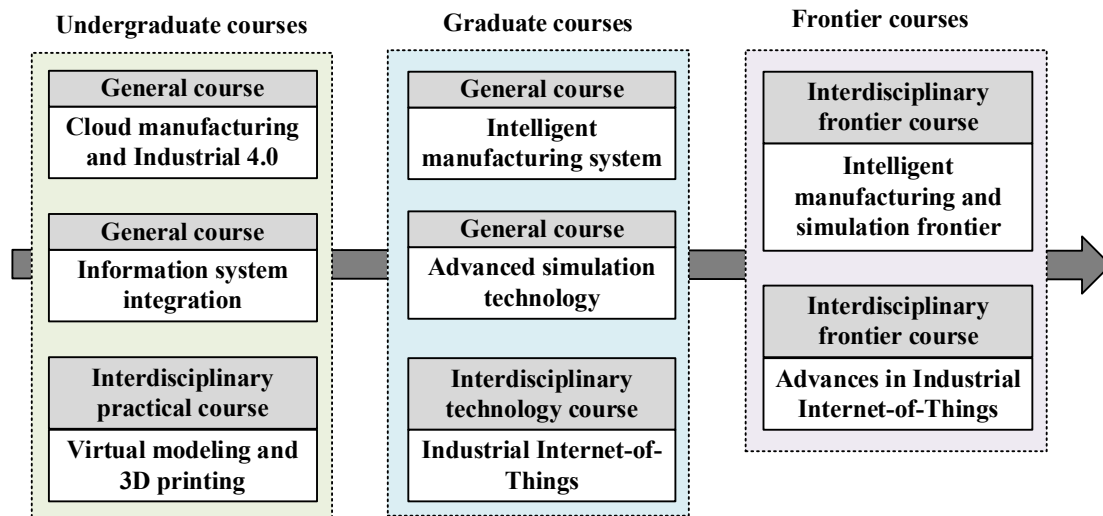 Undergraduate courses
General course
Cloud manufacturing
and Industrial 4.0
General course
Information system
integration
Interdisciplinary
practical course
Virtual modeling and
3D printing
Graduate courses
General course
Intelligent
manufacturing system
General course
Advanced simulation
technology
Interdisciplinary
technology course
Industrial Internet-of-
Things
Frontier courses
Interdisciplinary
frontier course
Intelligent
manufacturing and
simulation frontier
Interdisciplinary
frontier course
Advances in Industrial
Internet-of-Things